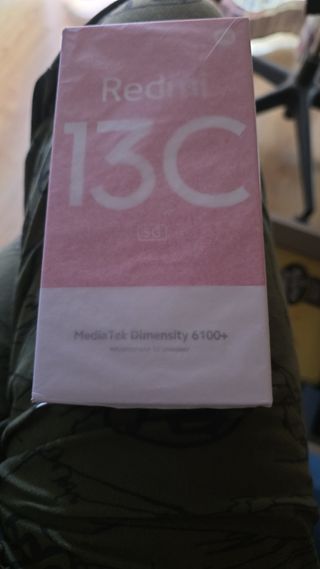 Redmi
13C
5G
MediaTek Dimensity 6100+